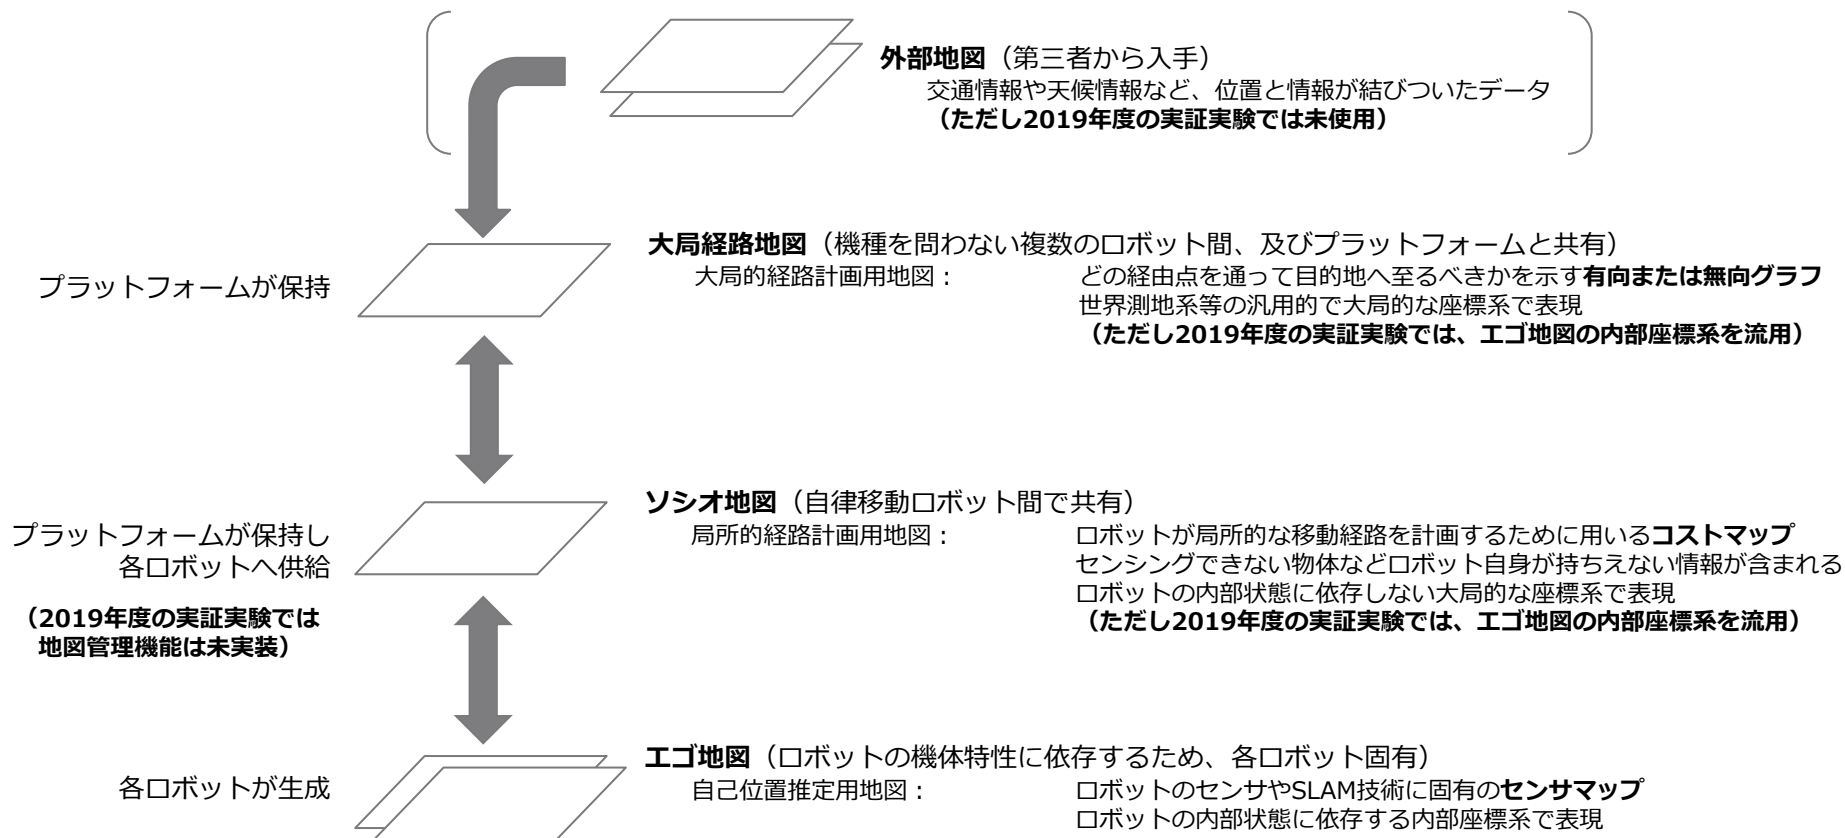 外部地図（第三者から入手）
交通情報や天候情報など、位置と情報が結びついたデータ
（ただし2019年度の実証実験では未使用）
プラットフォームが保持
大局経路地図（機種を問わない複数のロボット間、及びプラットフォームと共有）
大局的経路計画用地図： どの経由点を通って目的地へ至るべきかを示す有向または無向グラフ
世界測地系等の汎用的で大局的な座標系で表現
（ただし2019年度の実証実験では、エゴ地図の内部座標系を流用）
プラットフォームが保持し
各ロボットへ供給
（2019年度の実証実験では
地図管理機能は未実装）
ソシオ地図（自律移動ロボット間で共有）
局所的経路計画用地図： ロボットが局所的な移動経路を計画するために用いるコストマップ
センシングできない物体などロボット自身が持ちえない情報が含まれる
ロボットの内部状態に依存しない大局的な座標系で表現
（ただし2019年度の実証実験では、エゴ地図の内部座標系を流用）
各ロボットが生成
エゴ地図（ロボットの機体特性に依存するため、各ロボット固有）
自己位置推定用地図： ロボットのセンサやSLAM技術に固有のセンサマップ
ロボットの内部状態に依存する内部座標系で表現